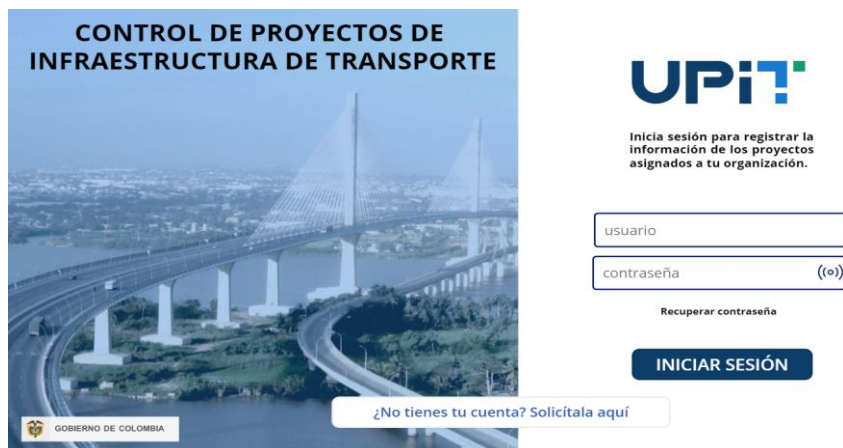 CONTROL DE PROYECTOS DE
INFRAESTRUCTURA DE TRANSPORTE
UPiT
Inicia sesión para registrar la
información de los proyectos
asignados a tu organización.
usuario
contraseña
Recuperar contraseña
INICIAR SESIÓN
¿No tienes tu cuenta? Solicítala aquí
GOBIERNO DE COLOMBIA